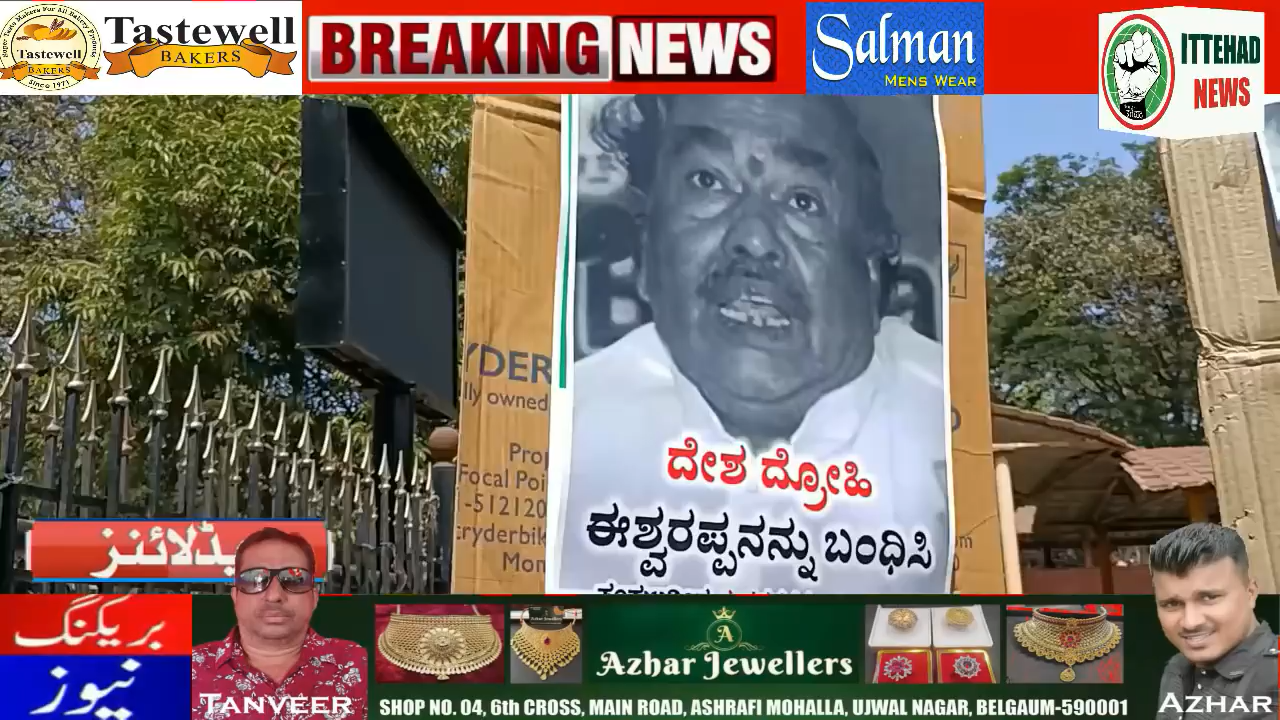 Tastewell
BAKERS
Tastewell
BAKERS
Since 1971
BREAKING NEWS
Salman
MENS WEAR
ITTEHAD
NEWS
YDER
lly owned
Prop
Focal Poi
-512120
ryderbik
Mon
ದೇಶ ದ್ರೋಹಿ
ಈಶ್ವರಪ್ಪನನ್ನು ಬಂಧಿಸಿ
بریکنگ
نیوز
TANVEER
A
Azhar Jewellers
SHOP NO. 04, 6th CROSS, MAIN ROAD, ASHRAFI MOHALLA, UJWAL NAGAR, BELGAUM-590001
AZHAR